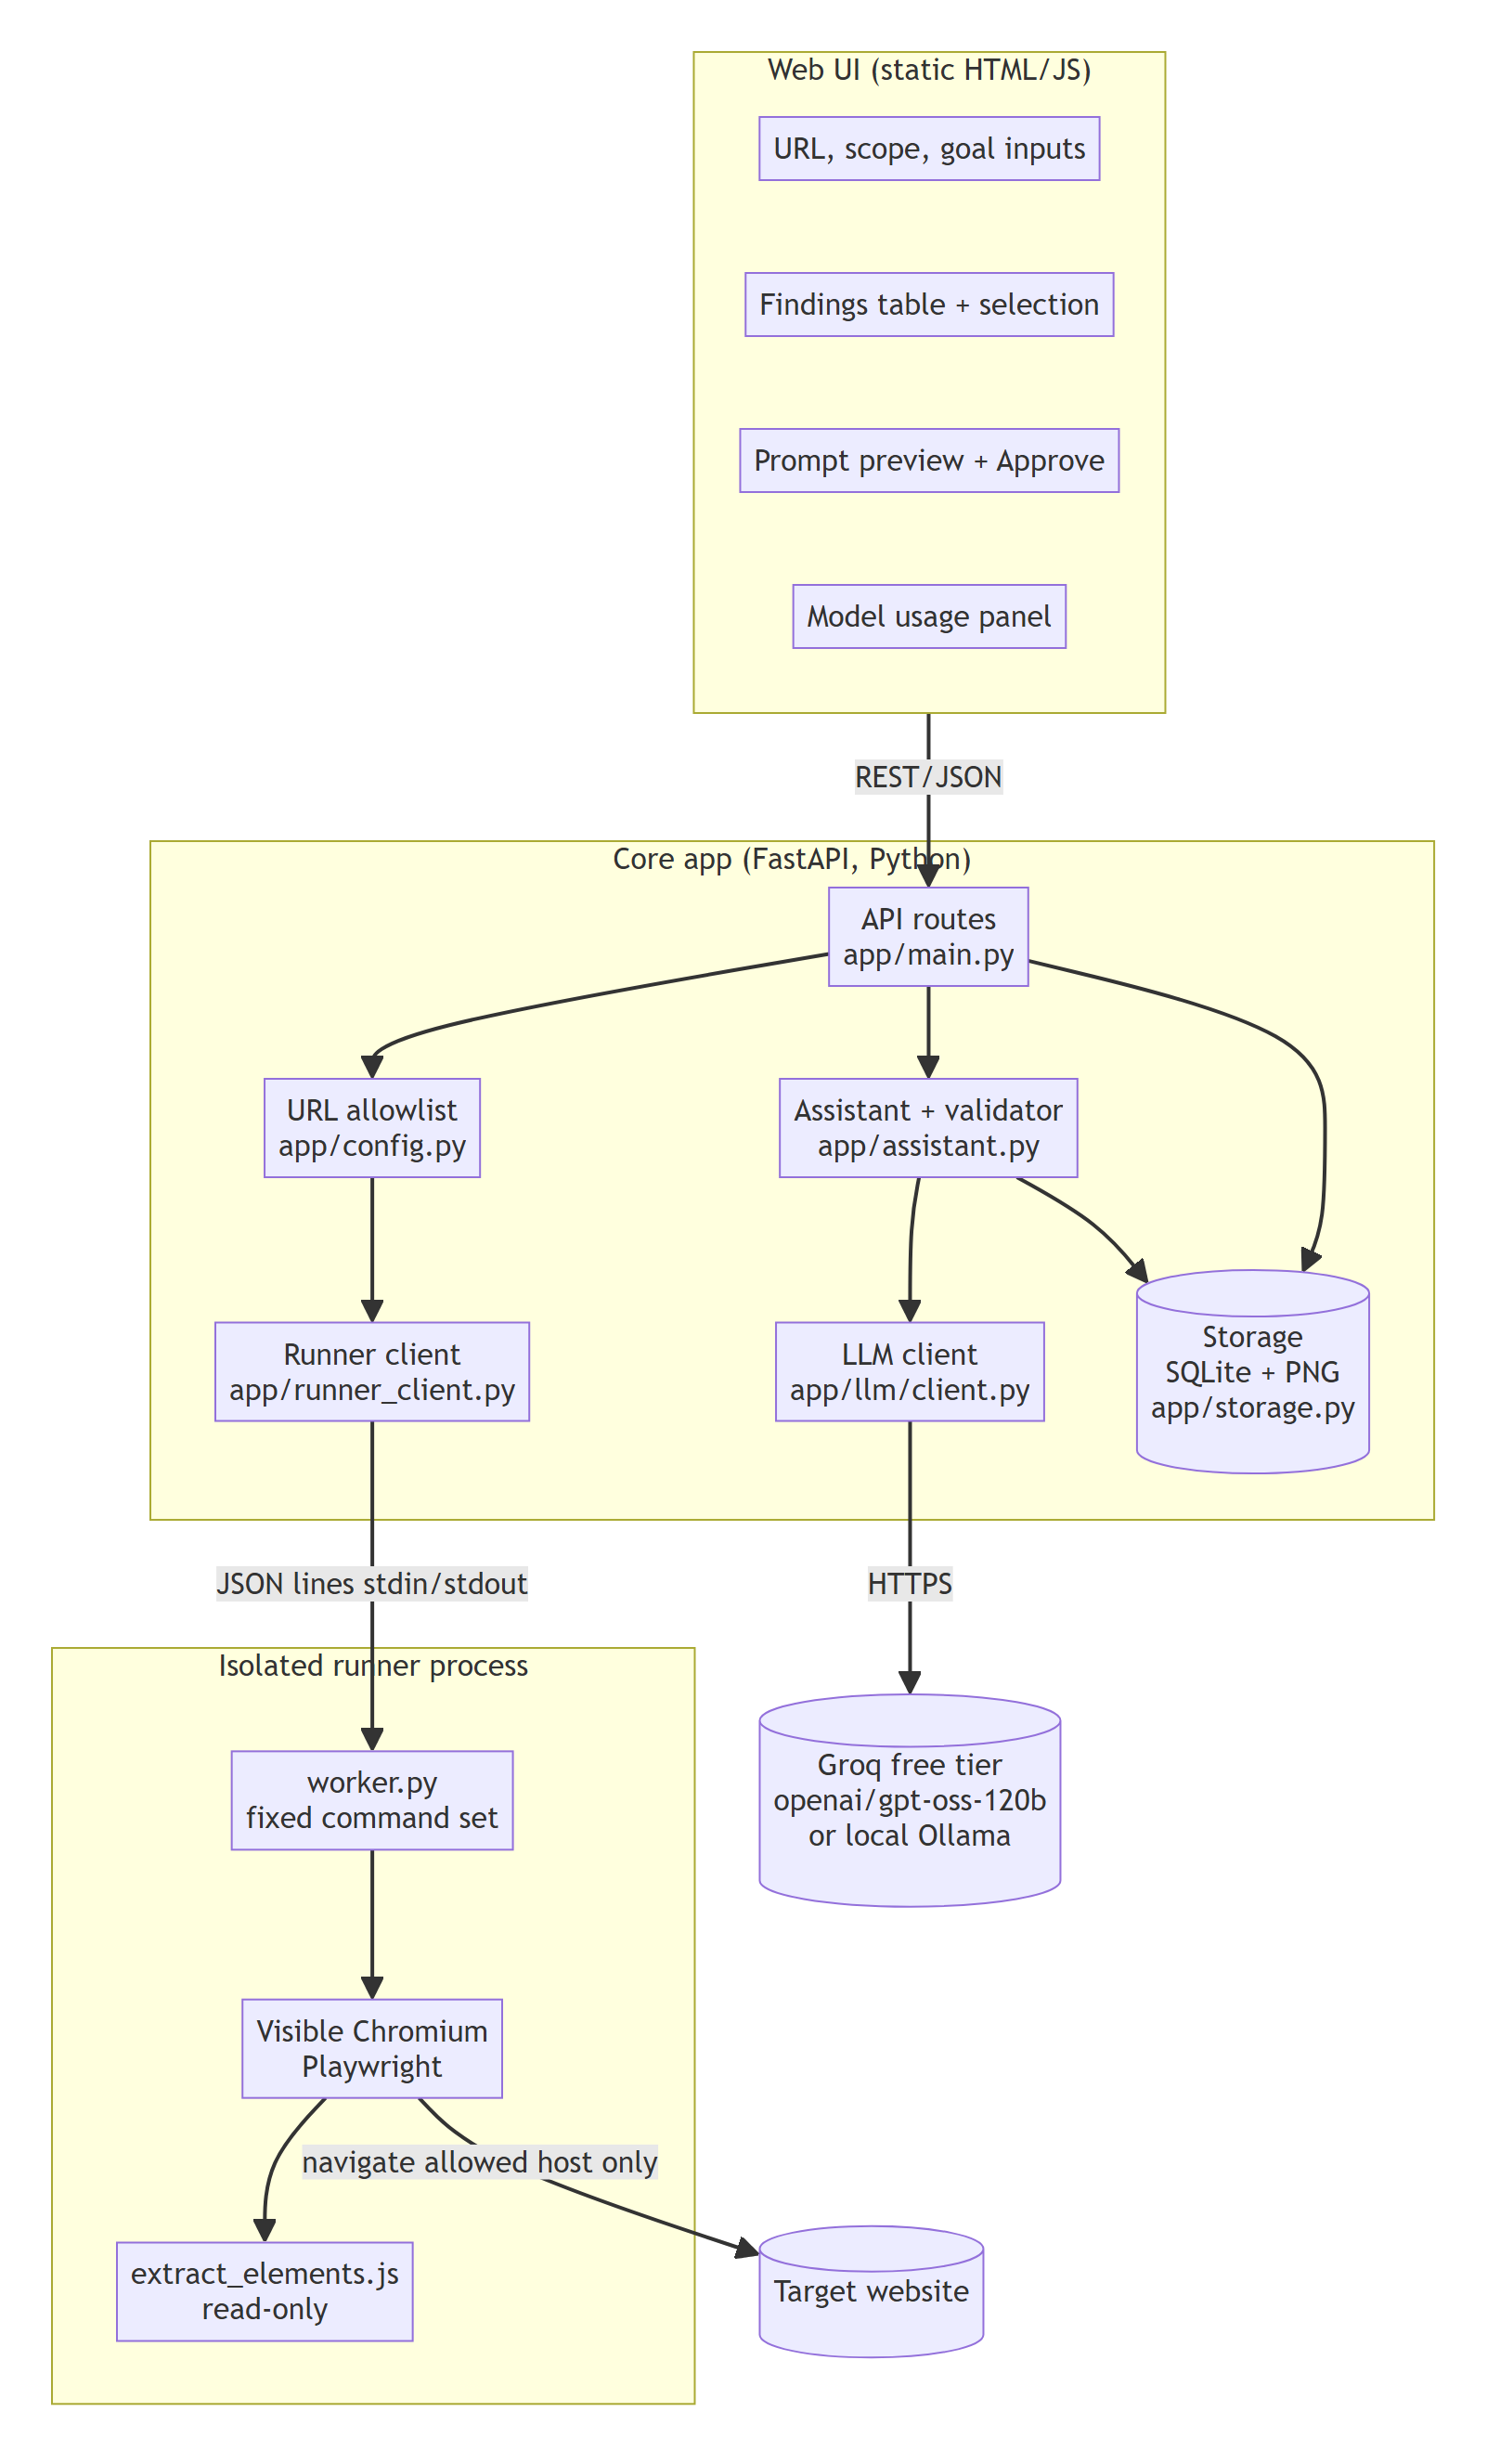 Web UI (static HTML/JS)
URL, scope, goal inputs
Findings table + selection
Prompt preview + Approve
Model usage panel
REST/JSON
Core app (FastAPI, Python)
API routes
app/main.py
URL allowlist
app/config.py
Assistant + validator
app/assistant.py
Runner client
app/runner_client.py
LLM client
app/llm/client.py
Storage
SQLite + PNG
app/storage.py
JSON lines stdin/stdout
HTTPS
Isolated runner process
worker.py
fixed command set
Groq free tier
openai/gpt-oss-120b
or local Ollama
Visible Chromium
Playwright
navigate allowed host only
extract_elements.js
read-only
Target website